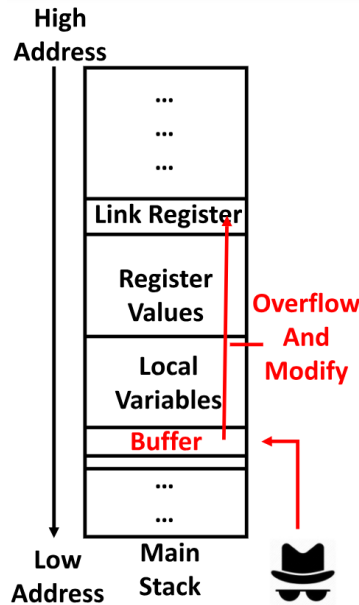 High
Address
...
...
...
Link Register
Register
Values
Overflow
And
Modify
Local
Variables
Buffer
...
...
Low
Address
Main
Stack